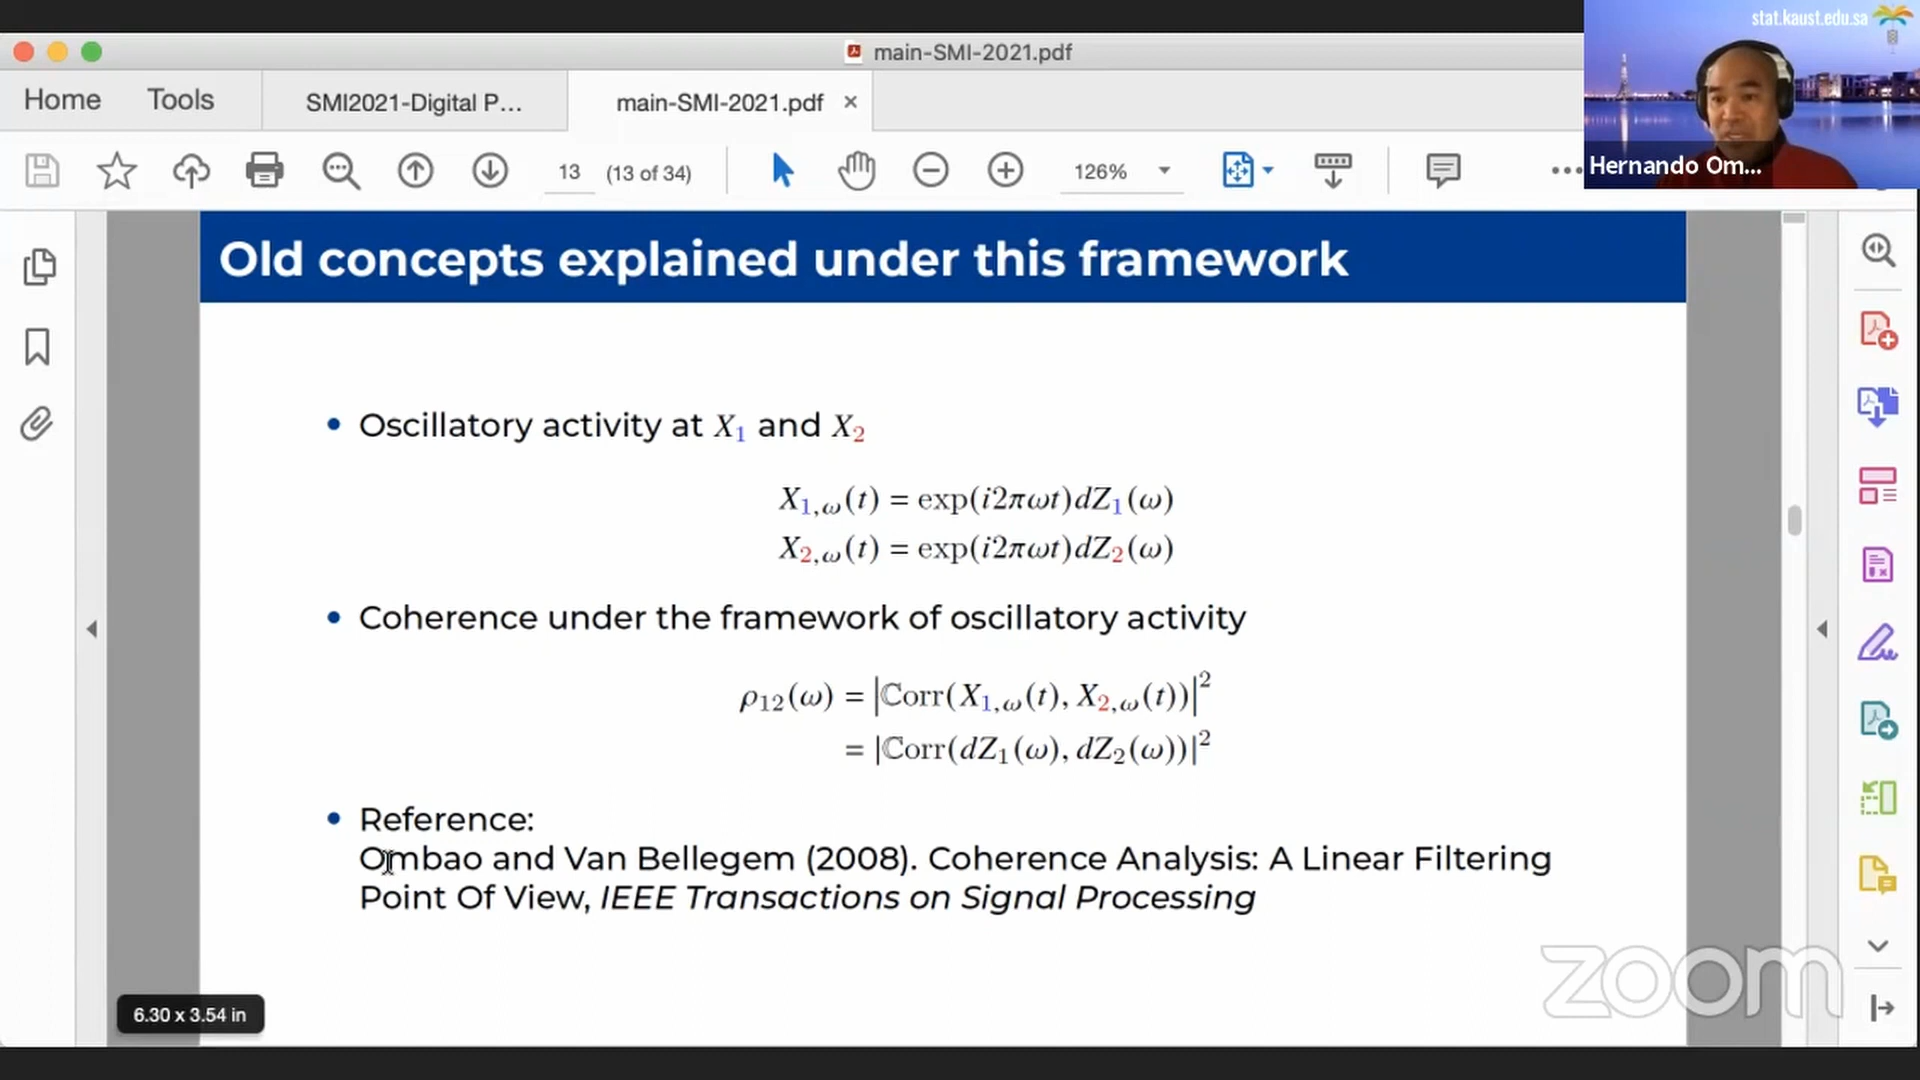 stat.kaust.edu.sa
main-SMI-2021.pdf
Home Tools SMI2021-Digital P... main-SMI-2021.pdf ×
13 (13 of 34) 126%
Hernando Om...
Old concepts explained under this framework
• Oscillatory activity at X₁ and X₂
X₁,ω(t) = exp(i2πωt)dZ₁(ω)
X₂,ω(t) = exp(i2πωt)dZ₂(ω)
• Coherence under the framework of oscillatory activity
ρ₁₂(ω) = |ℂorr(X₁,ω(t), X₂,ω(t))|²
= |ℂorr(dZ₁(ω), dZ₂(ω))|²
• Reference:
Ombao and Van Bellegem (2008). Coherence Analysis: A Linear Filtering
Point Of View, IEEE Transactions on Signal Processing
6.30 x 3.54 in
zoom